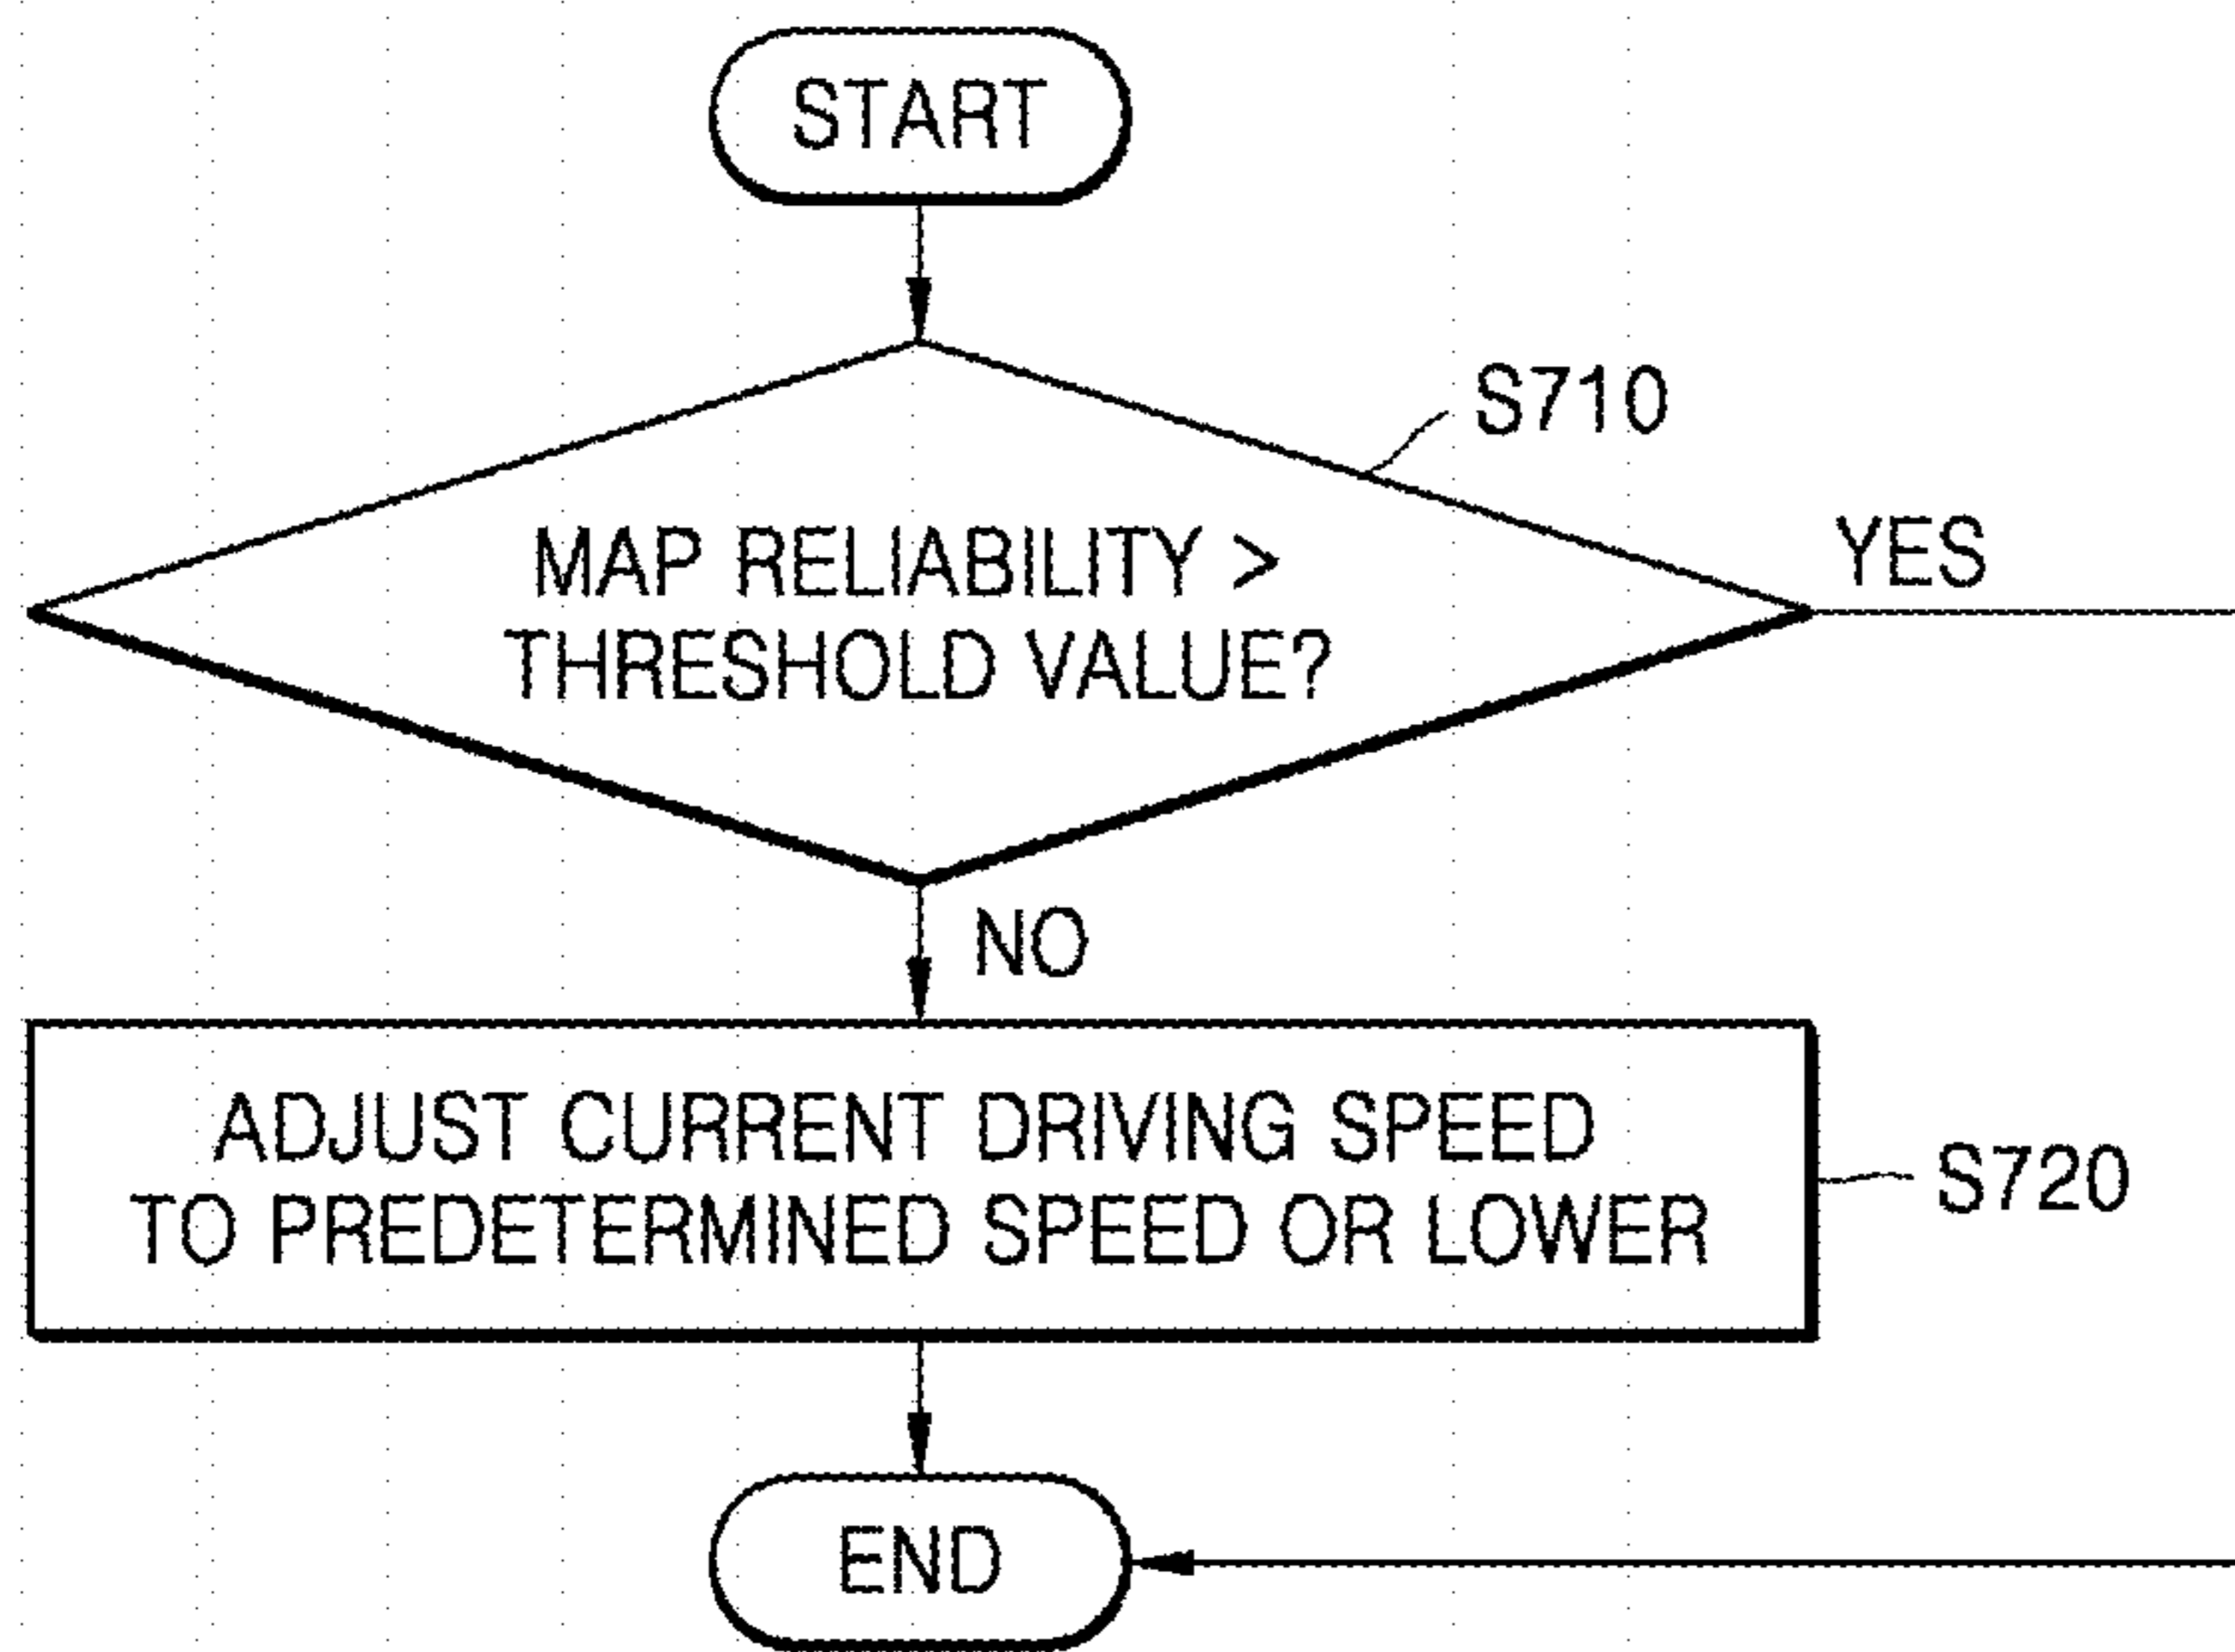 START
S710
MAP RELIABILITY >
THRESHOLD VALUE?
YES
NO
ADJUST CURRENT DRIVING SPEED
TO PREDETERMINED SPEED OR LOWER
S720
END